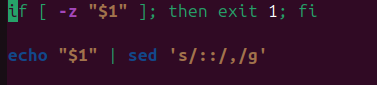 if [ -z "$1" ]; then exit 1; fi
echo "$1" | sed 's/::/,/g'